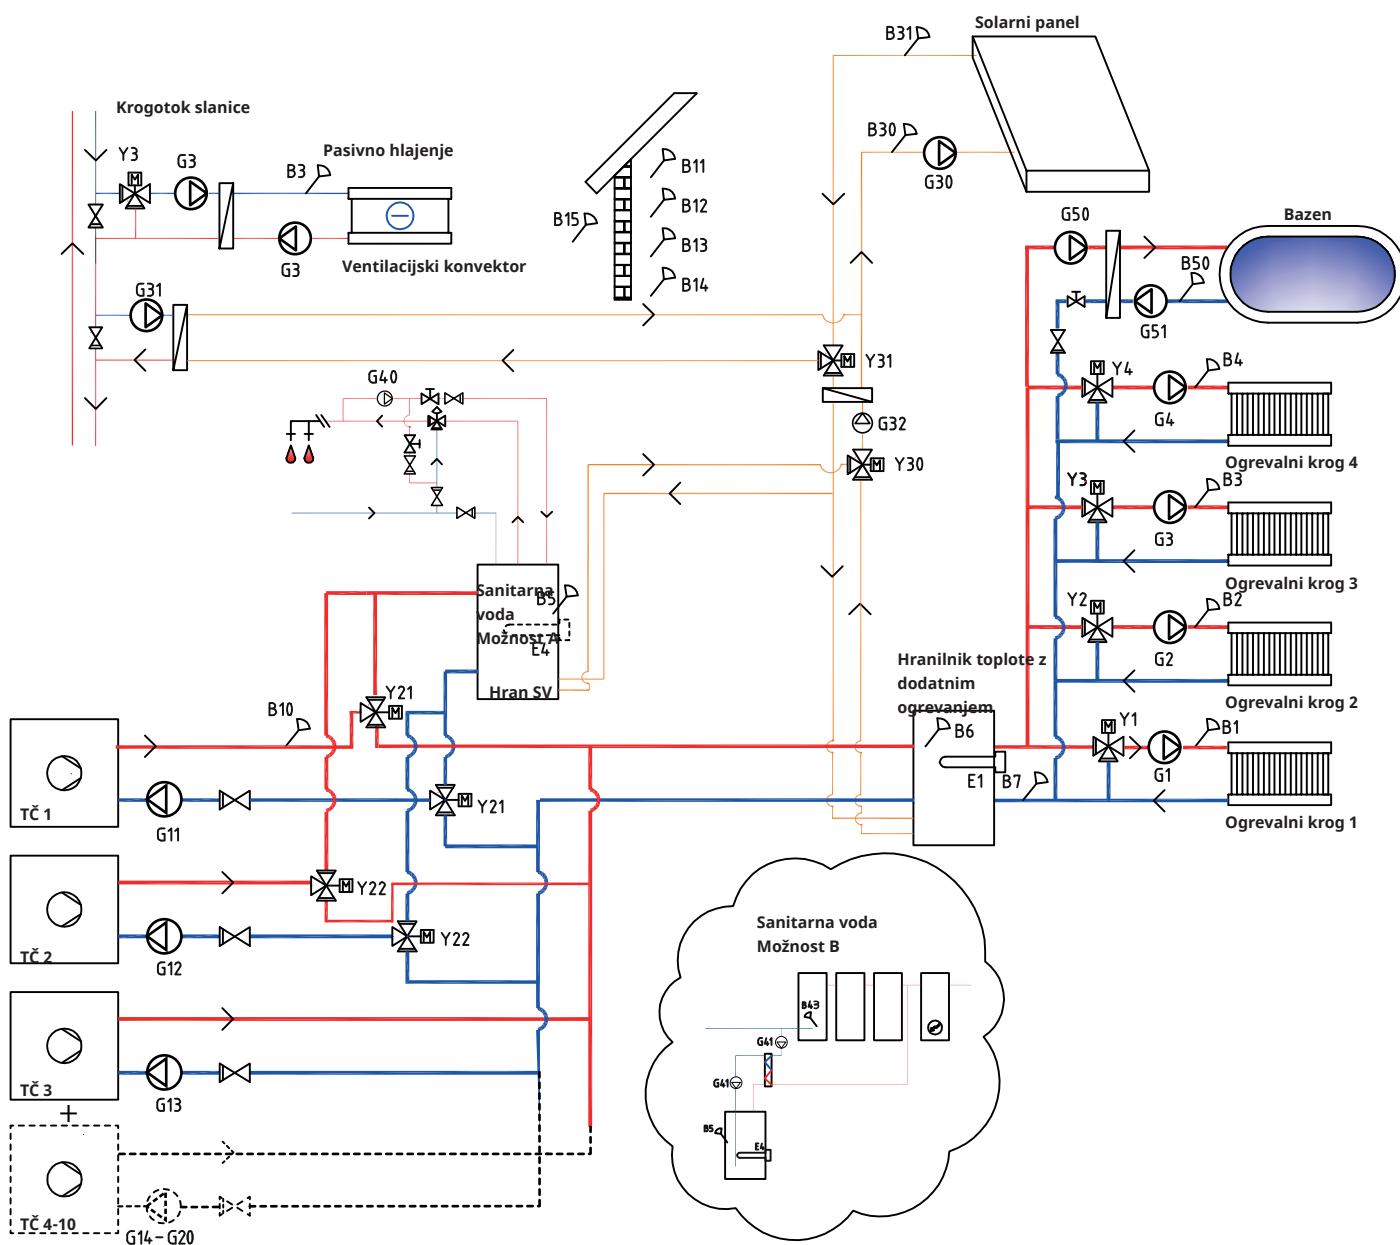 Solarni panel
B31
Krogotok slanice
Y3
G3
B3
Pasivno hlajenje
B11
B12
B13
B14
B15
B30
G30
G3
Ventilacijski konvektor
G31
G50
Bazen
B50
G51
Y31
G32
Y30
G40
Y4
B4
G4
Ogrevalni krog 4
Y3
B3
G3
Ogrevalni krog 3
Y2
B2
G2
Ogrevalni krog 2
Sanitarna
voda
Možnost A
B5
E4
Hran SV
Hranilnik toplote z
dodatnim
ogrevanjem
B6
E1
B7
Y1
G1
B1
Ogrevalni krog 1
B10
Y21
TČ 1
G11
Y21
TČ 2
G12
Y22
Y22
TČ 3
G13
+
TČ 4-10
G14-G20
Sanitarna voda
Možnost B
B43
G41
G41
B5
E4